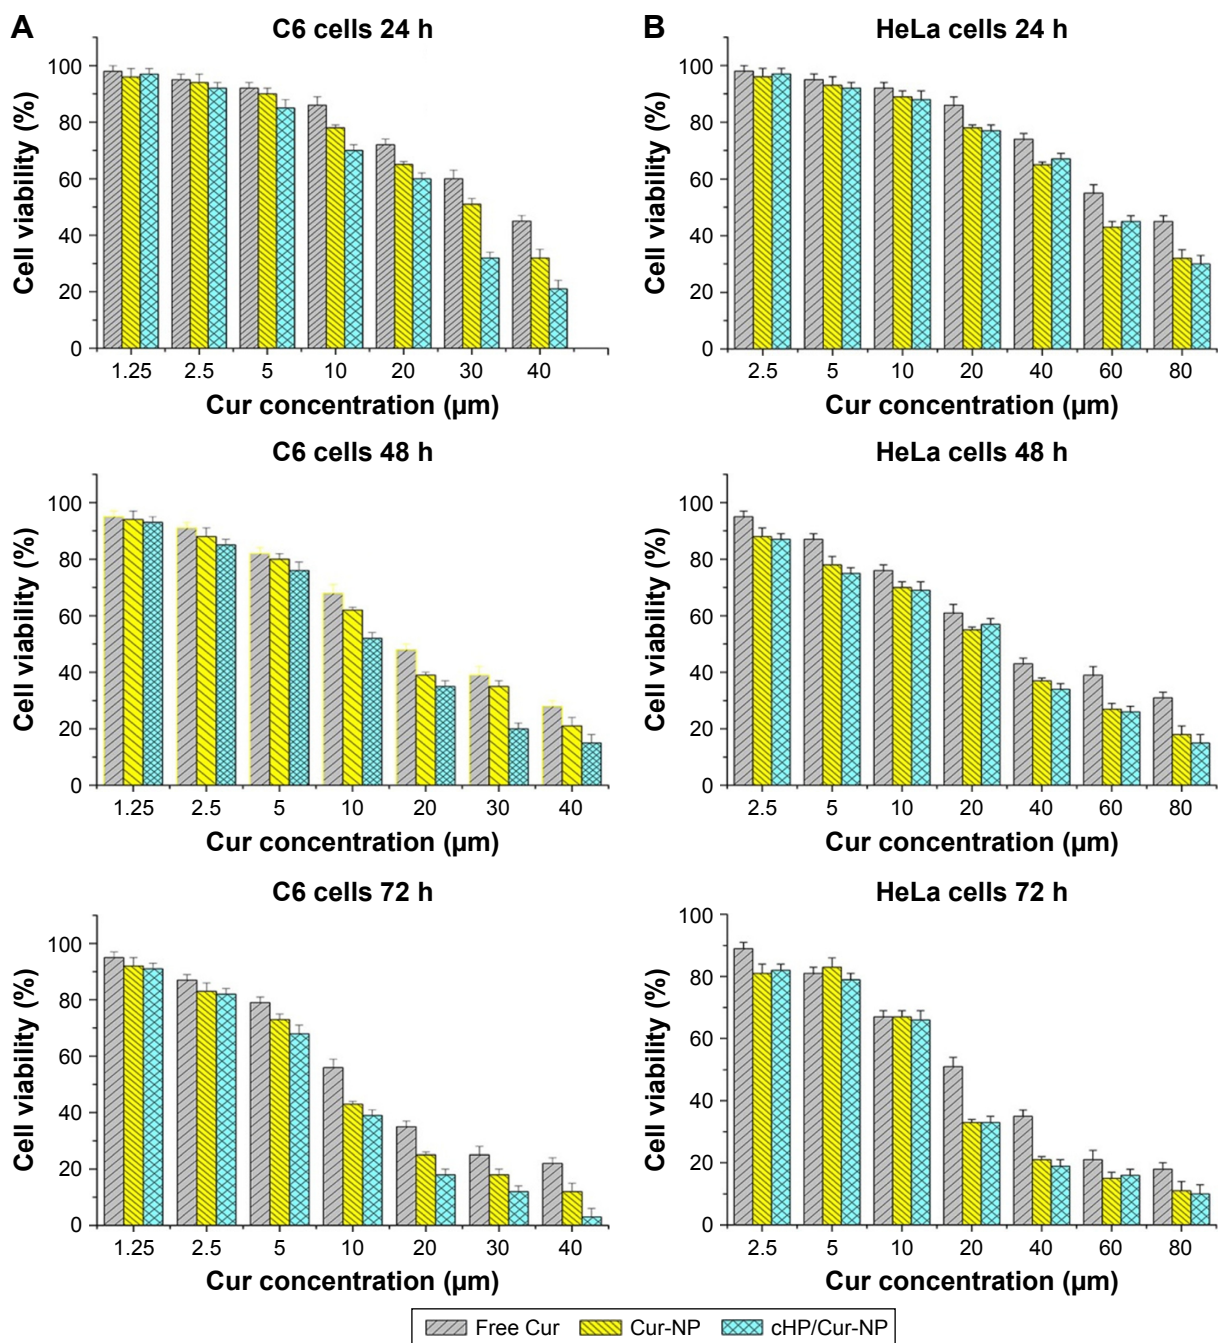 A
C6 cells 24 h
Cell viability (%)
100
80
60
40
20
0
1.25 2.5 5 10 20 30 40
Cur concentration (µm)
B
HeLa cells 24 h
Cell viability (%)
100
80
60
40
20
0
2.5 5 10 20 40 60 80
Cur concentration (µm)
C6 cells 48 h
Cell viability (%)
100
80
60
40
20
0
1.25 2.5 5 10 20 30 40
Cur concentration (µm)
HeLa cells 48 h
Cell viability (%)
100
80
60
40
20
0
2.5 5 10 20 40 60 80
Cur concentration (µm)
C6 cells 72 h
Cell viability (%)
100
80
60
40
20
0
1.25 2.5 5 10 20 30 40
Cur concentration (µm)
HeLa cells 72 h
Cell viability (%)
100
80
60
40
20
0
2.5 5 10 20 40 60 80
Cur concentration (µm)
Free Cur Cur-NP cHP/Cur-NP